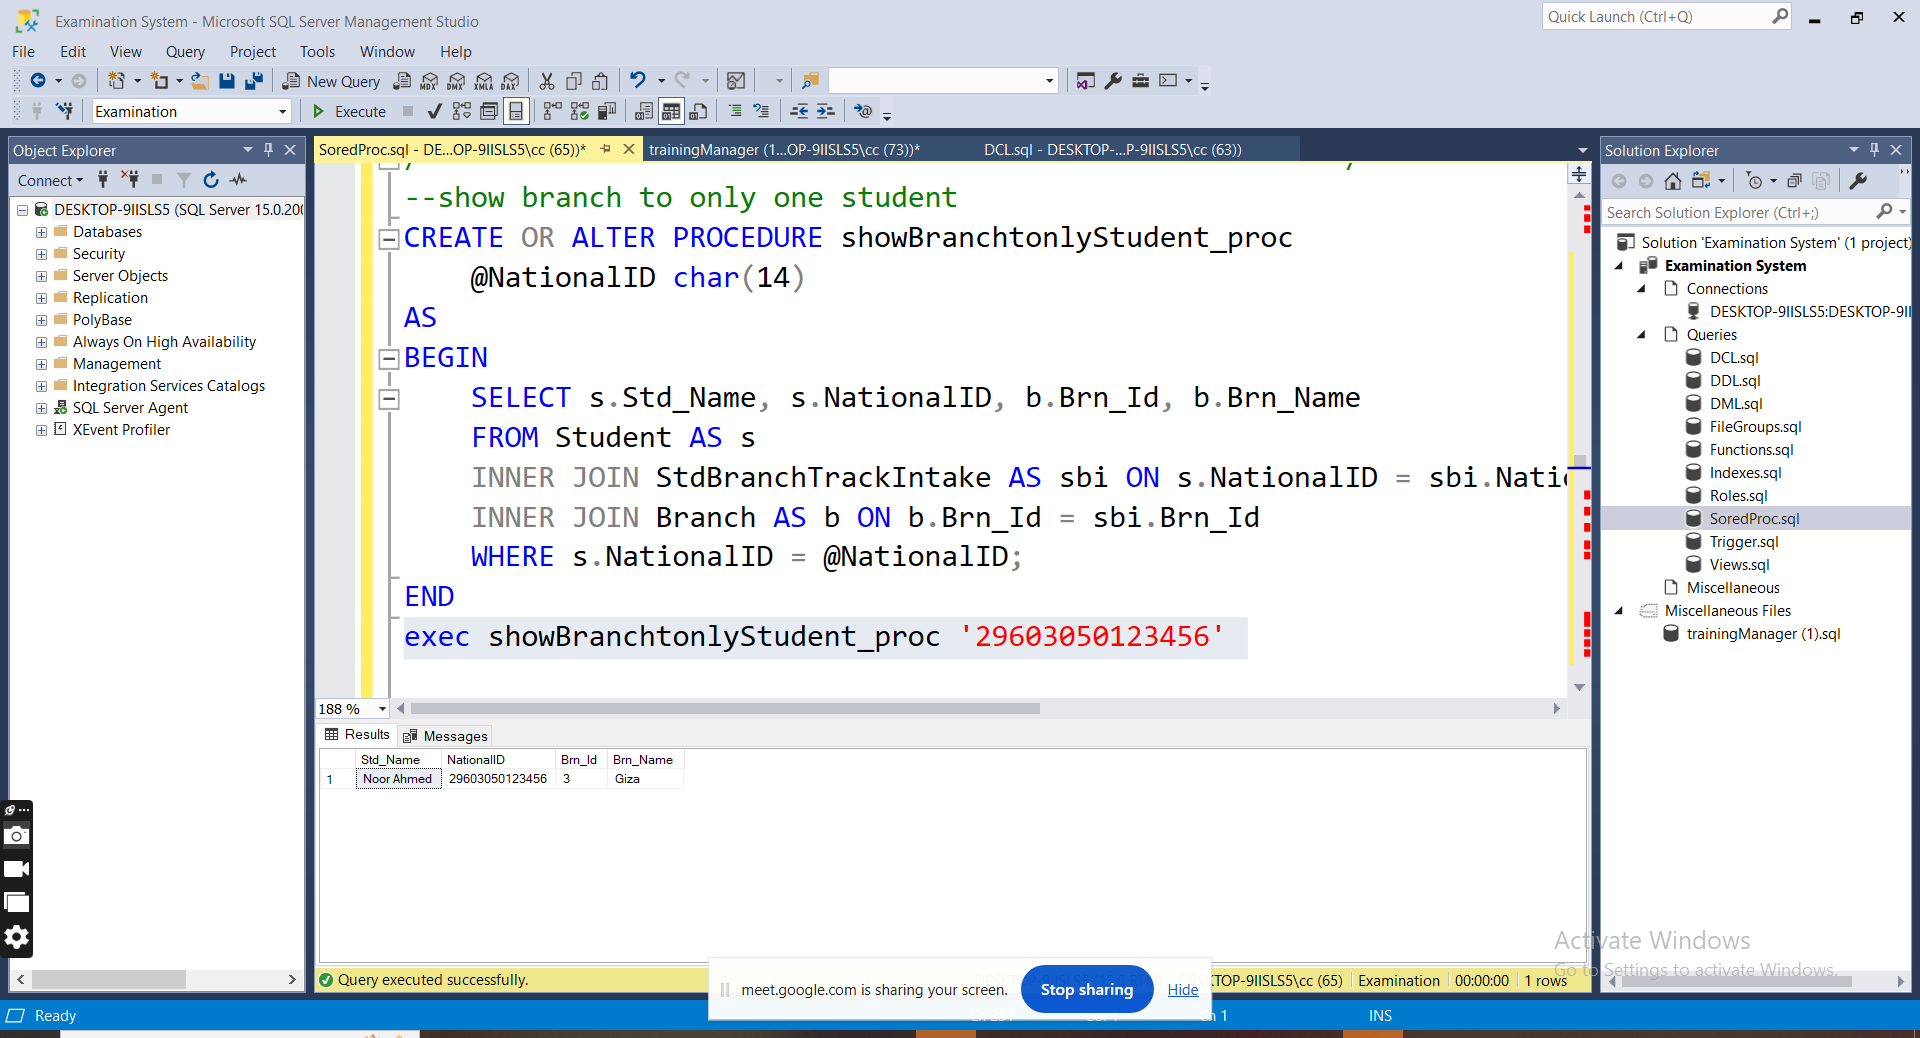 Examination System - Microsoft SQL Server Management Studio
Quick Launch (Ctrl+Q)
File Edit View Query Project Tools Window Help
New Query MDX DMX XMLA DAX
Examination Execute
Object Explorer
Connect
DESKTOP-9IISLS5 (SQL Server 15.0.200
Databases
Security
Server Objects
Replication
PolyBase
Always On High Availability
Management
Integration Services Catalogs
SQL Server Agent
XEvent Profiler
SoredProc.sql - DE...OP-9IISLS5\cc (65))* trainingManager (1...OP-9IISLS5\cc (73))* DCL.sql - DESKTOP-...P-9IISLS5\cc (63))
--show branch to only one student
CREATE OR ALTER PROCEDURE showBranchtonlyStudent_proc
@NationalID char(14)
AS
BEGIN
SELECT s.Std_Name, s.NationalID, b.Brn_Id, b.Brn_Name
FROM Student AS s
INNER JOIN StdBranchTrackIntake AS sbi ON s.NationalID = sbi.Natio
INNER JOIN Branch AS b ON b.Brn_Id = sbi.Brn_Id
WHERE s.NationalID = @NationalID;
END
exec showBranchtonlyStudent_proc '29603050123456'
188 %
Results Messages
Std_Name NationalID Brn_Id Brn_Name
1 Noor Ahmed 29603050123456 3 Giza
Query executed successfully.
TOP-9IISLS5\cc (65) Examination 00:00:00 1 rows
meet.google.com is sharing your screen. Stop sharing Hide
Solution Explorer
Search Solution Explorer (Ctrl+;)
Solution 'Examination System' (1 project)
Examination System
Connections
DESKTOP-9IISLS5:DESKTOP-9II
Queries
DCL.sql
DDL.sql
DML.sql
FileGroups.sql
Functions.sql
Indexes.sql
Roles.sql
SoredProc.sql
Trigger.sql
Views.sql
Miscellaneous
Miscellaneous Files
trainingManager (1).sql
Activate Windows
Go to Settings to activate Windows.
Ready
INS